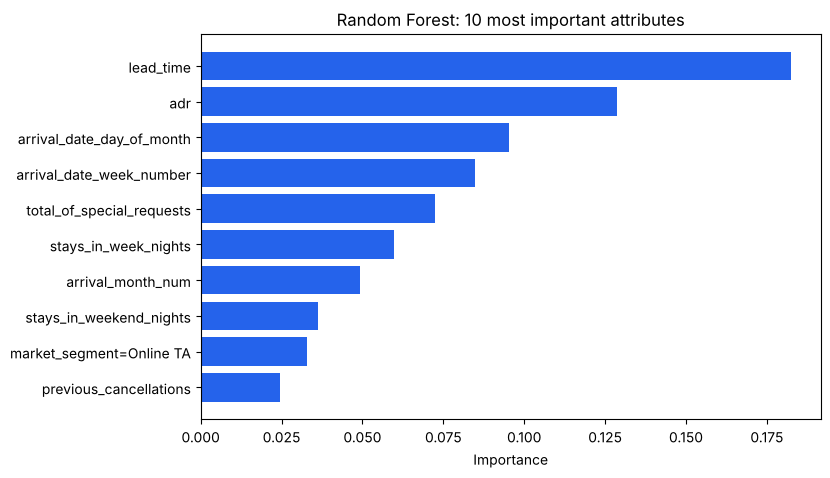 Random Forest: 10 most important attributes
lead_time
adr
arrival_date_day_of_month
arrival_date_week_number
total_of_special_requests
stays_in_week_nights
arrival_month_num
stays_in_weekend_nights
market_segment=Online TA
previous_cancellations
0.000 0.025 0.050 0.075 0.100 0.125 0.150 0.175
Importance